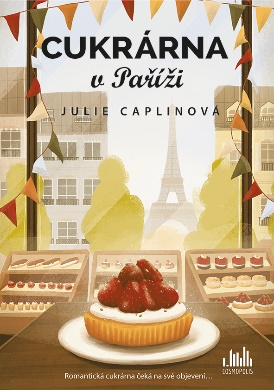 CUKRÁRNA
v Paříži
JULIE CAPLINOVÁ
Romantická cukrárna čeká na své objevení...
COSMOPOLIS